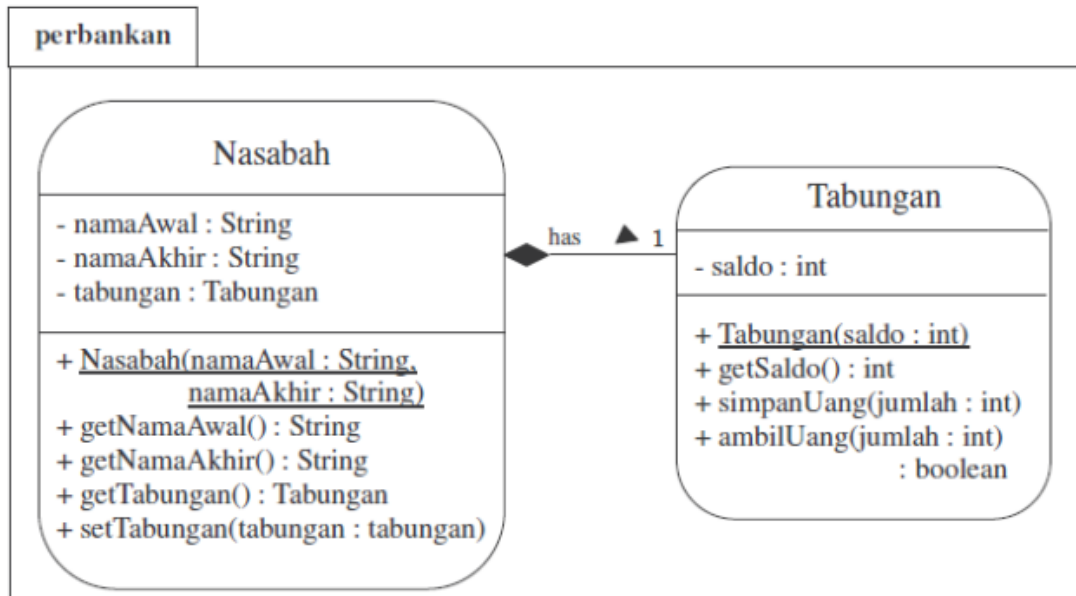 perbankan
Nasabah
- namaAwal : String
- namaAkhir : String
- tabungan : Tabungan
+ Nasabah(namaAwal : String,
namaAkhir : String)
+ getNamaAwal() : String
+ getNamaAkhir() : String
+ getTabungan() : Tabungan
+ setTabungan(tabungan : tabungan)
has
1
Tabungan
- saldo : int
+ Tabungan(saldo : int)
+ getSaldo() : int
+ simpanUang(jumlah : int)
+ ambilUang(jumlah : int)
: boolean